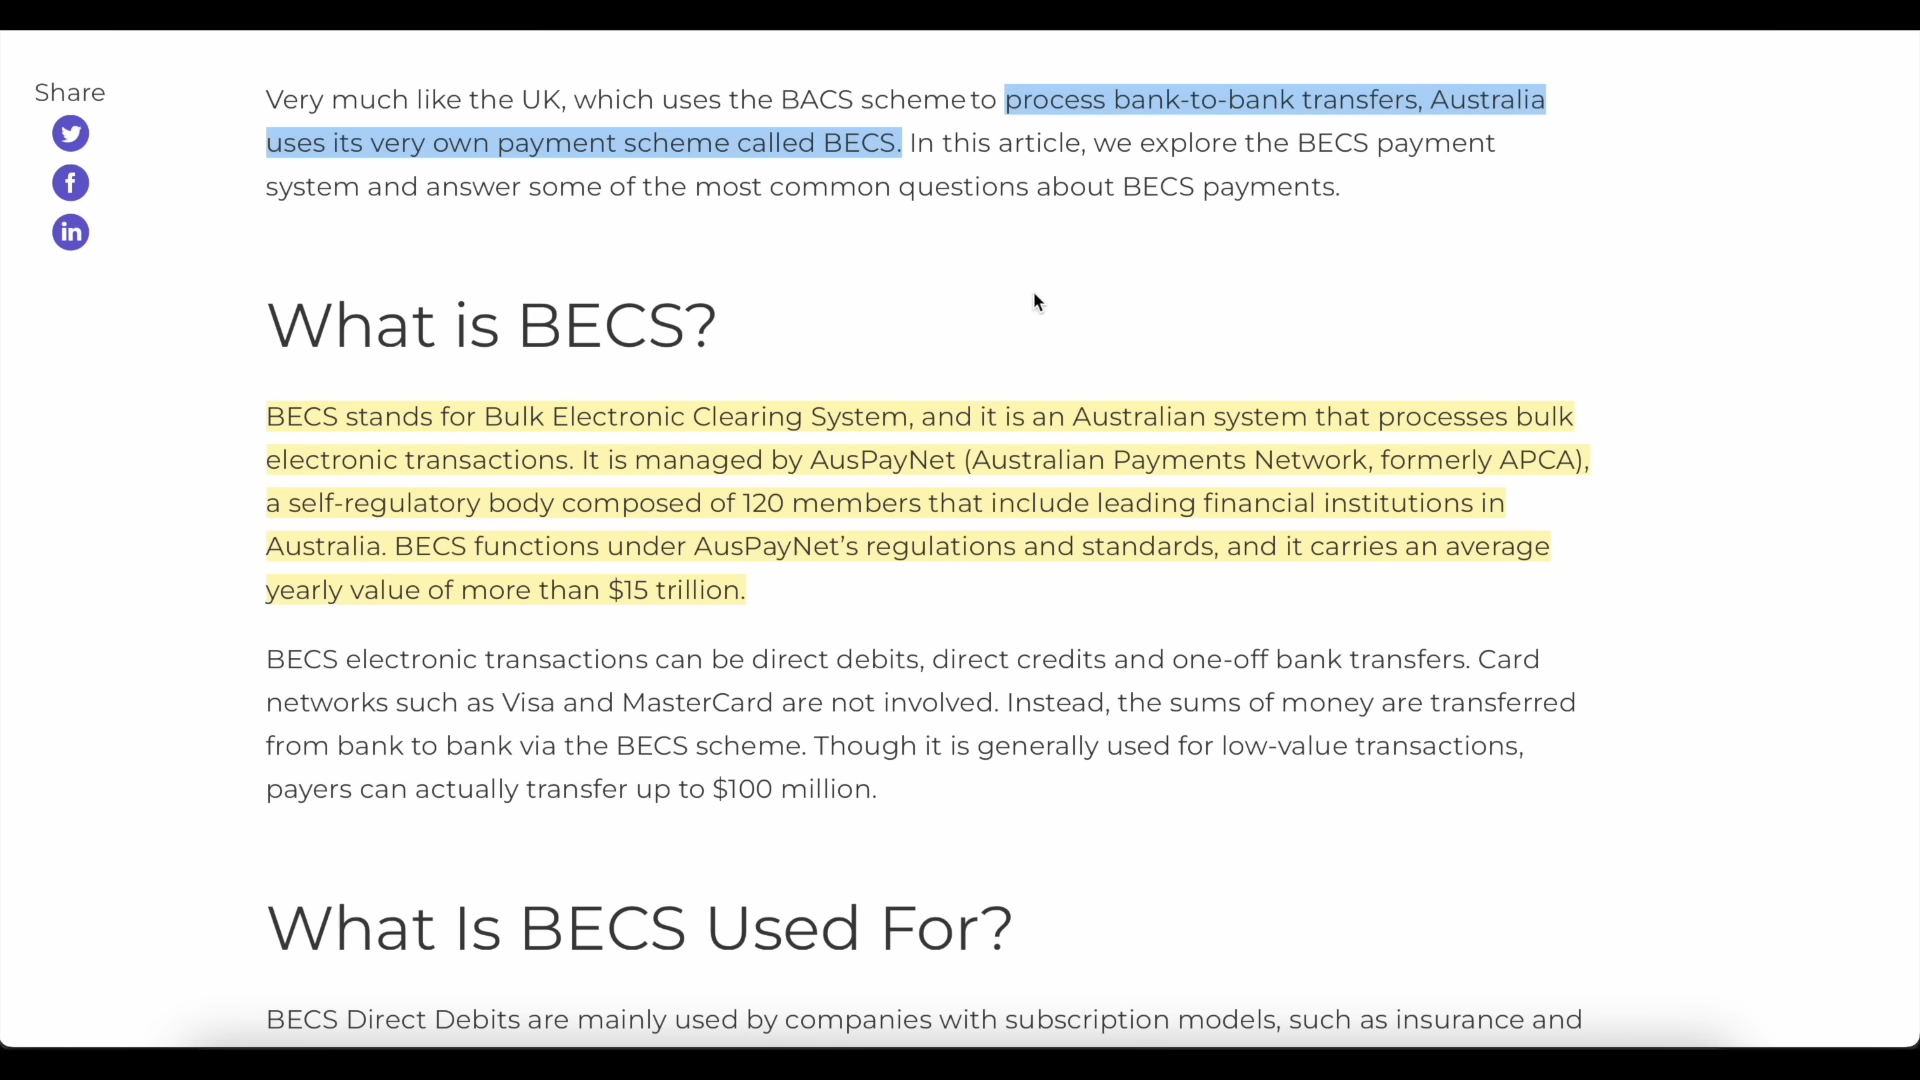 Share
Very much like the UK, which uses the BACS scheme to process bank-to-bank transfers, Australia
uses its very own payment scheme called BECS. In this article, we explore the BECS payment
system and answer some of the most common questions about BECS payments.
What is BECS?
BECS stands for Bulk Electronic Clearing System, and it is an Australian system that processes bulk
electronic transactions. It is managed by AusPayNet (Australian Payments Network, formerly APCA),
a self-regulatory body composed of 120 members that include leading financial institutions in
Australia. BECS functions under AusPayNet’s regulations and standards, and it carries an average
yearly value of more than $15 trillion.
BECS electronic transactions can be direct debits, direct credits and one-off bank transfers. Card
networks such as Visa and MasterCard are not involved. Instead, the sums of money are transferred
from bank to bank via the BECS scheme. Though it is generally used for low-value transactions,
payers can actually transfer up to $100 million.
What Is BECS Used For?
BECS Direct Debits are mainly used by companies with subscription models, such as insurance and